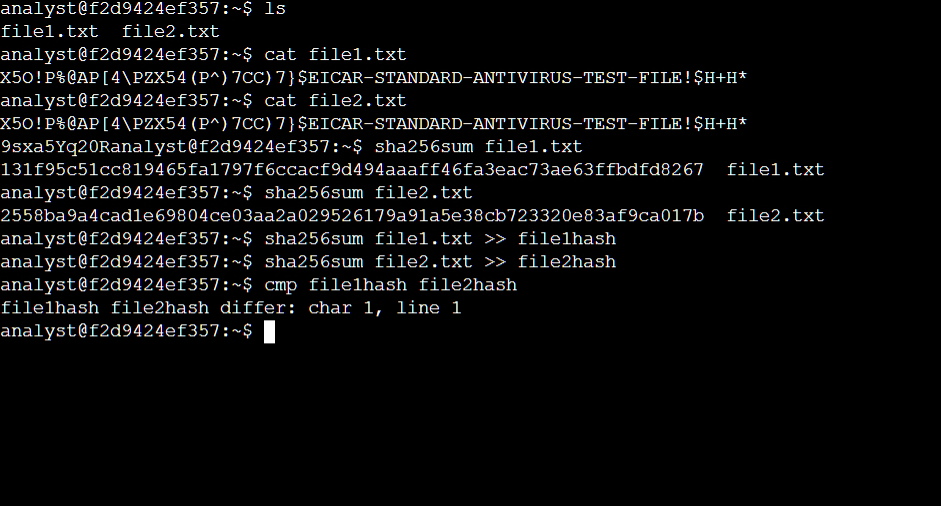 analyst@f2d9424ef357:~$ ls
file1.txt  file2.txt
analyst@f2d9424ef357:~$ cat file1.txt
X5O!P%@AP[4\PZX54(P^)7CC)7}$EICAR-STANDARD-ANTIVIRUS-TEST-FILE!$H+H*
analyst@f2d9424ef357:~$ cat file2.txt
X5O!P%@AP[4\PZX54(P^)7CC)7}$EICAR-STANDARD-ANTIVIRUS-TEST-FILE!$H+H*
9sxa5Yq20Ranalyst@f2d9424ef357:~$ sha256sum file1.txt
131f95c51cc819465fa1797f6ccacf9d494aaaff46fa3eac73ae63ffbdfd8267  file1.txt
analyst@f2d9424ef357:~$ sha256sum file2.txt
2558ba9a4cad1e69804ce03aa2a029526179a91a5e38cb723320e83af9ca017b  file2.txt
analyst@f2d9424ef357:~$ sha256sum file1.txt >> file1hash
analyst@f2d9424ef357:~$ sha256sum file2.txt >> file2hash
analyst@f2d9424ef357:~$ cmp file1hash file2hash
file1hash file2hash differ: char 1, line 1
analyst@f2d9424ef357:~$